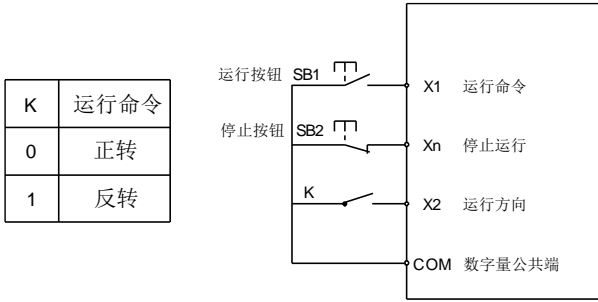 K 运行命令
0 正转
1 反转
运行按钮 SB1 X1 运行命令
停止按钮 SB2 Xn 停止运行
K X2 运行方向
COM 数字量公共端